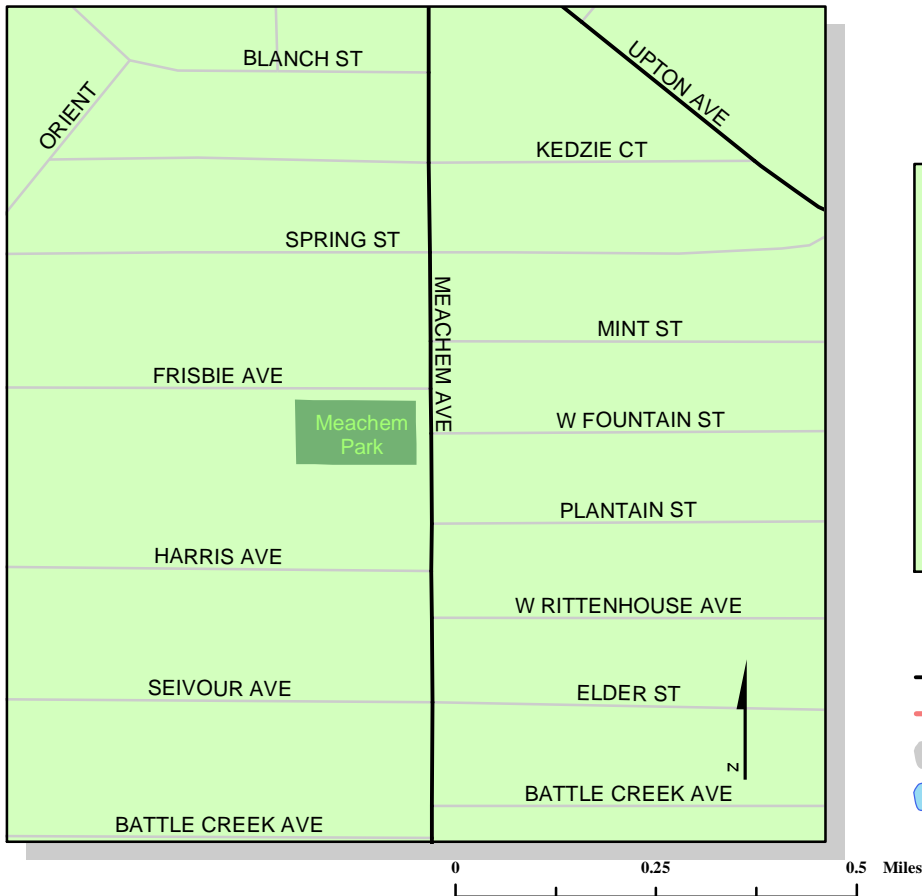 BLANCH ST
UPTON AVE
ORIENT
KEDZIE CT
SPRING ST
MEACHEM AVE
MINT ST
FRISBIE AVE
Meachem
Park
W FOUNTAIN ST
PLANTAIN ST
HARRIS AVE
W RITTENHOUSE AVE
SEIVOUR AVE
ELDER ST
N
BATTLE CREEK AVE
BATTLE CREEK AVE
0 0.25 0.5 Miles